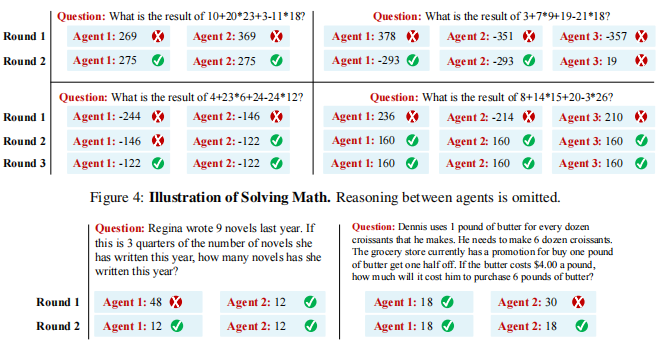 Question: What is the result of 10+20*23+3-11*18?
Question: What is the result of 3+7*9+19-21*18?
Round 1 Agent 1: 269 Agent 2: 369 Agent 1: 378 Agent 2: -351 Agent 3: -357
Round 2 Agent 1: 275 Agent 2: 275 Agent 1: -293 Agent 2: -293 Agent 3: 19
Question: What is the result of 4+23*6+24-24*12?
Question: What is the result of 8+14*15+20-3*26?
Round 1 Agent 1: -244 Agent 2: -146 Agent 1: 236 Agent 2: -214 Agent 3: 210
Round 2 Agent 1: -146 Agent 2: -122 Agent 1: 160 Agent 2: 160 Agent 3: 160
Round 3 Agent 1: -122 Agent 2: -122 Agent 1: 160 Agent 2: 160 Agent 3: 160
Figure 4: Illustration of Solving Math. Reasoning between agents is omitted.
Question: Regina wrote 9 novels last year. If
this is 3 quarters of the number of novels she
has written this year, how many novels has she
written this year?
Question: Dennis uses 1 pound of butter for every dozen
croissants that he makes. He needs to make 6 dozen croissants.
The grocery store currently has a promotion for buy one pound
of butter get one half off. If the butter costs $4.00 a pound,
how much will it cost him to purchase 6 pounds of butter?
Round 1 Agent 1: 48 Agent 2: 12 Agent 1: 18 Agent 2: 30
Round 2 Agent 1: 12 Agent 2: 12 Agent 1: 18 Agent 2: 18